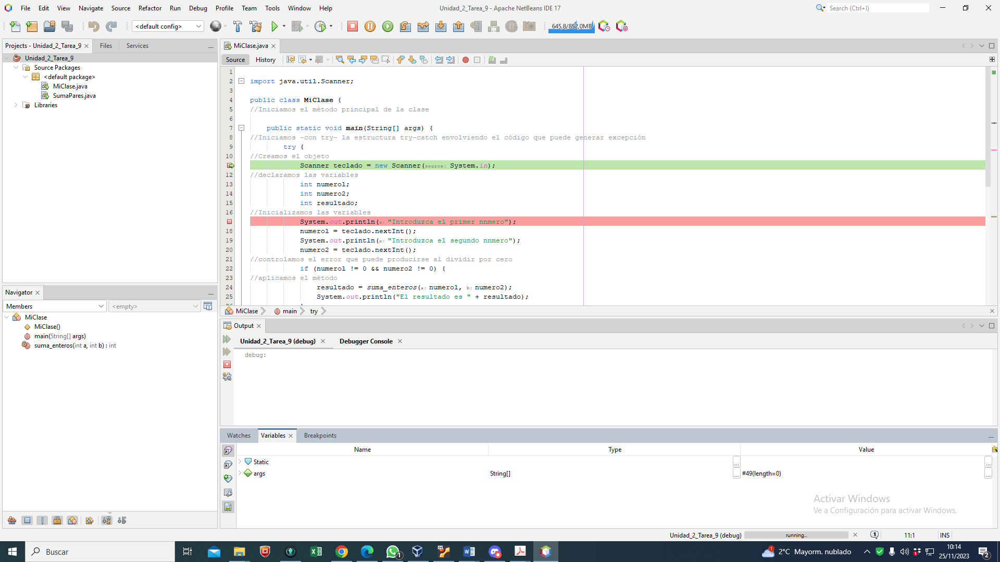 File Edit View Navigate Source Refactor Run Debug Profile Team Tools Window Help
Unidad_2_Tarea_9 - Apache NetBeans IDE 17
Search (Ctrl+I)
<default config>
645,8/852,0MB
Projects - Unidad_2_Tarea_9
Files
Services
Unidad_2_Tarea_9
Source Packages
<default package>
MiClase.java
SumaPares.java
Libraries
MiClase.java
Source
History
1
2 import java.util.Scanner;
3
4 public class MiClase {
5 //Iniciamos el método principal de la clase
6
7 public static void main(String[] args) {
8 //Iniciamos -con try- la estructura try-catch envolviendo el código que puede generar excepción
9 try {
10 //Creamos el objeto
Scanner teclado = new Scanner(source: System.in);
12 //declaramos las variables
13 int numero1;
14 int numero2;
15 int resultado;
16 //Inicializamos las variables
System.out.println(x: "Introduzca el primer nnmero");
18 numero1 = teclado.nextInt();
19 System.out.println(x: "Introduzca el segundo nnmero");
20 numero2 = teclado.nextInt();
21 //controlamos el error que puede producirse al dividir por cero
22 if (numero1 != 0 && numero2 != 0) {
23 //aplicamos el método
24 resultado = suma_enteros(a: numero1, b: numero2);
25 System.out.println("El resultado es " + resultado);
MiClase
main
try
Navigator
Members
<empty>
MiClase
MiClase()
main(String[] args)
suma_enteros(int a, int b) : int
Output
Unidad_2_Tarea_9 (debug)
Debugger Console
debug:
Watches
Variables
Breakpoints
Name Type Value
Static
args String[] #49(length=0)
Activar Windows
Ve a Configuración para activar Windows.
Unidad_2_Tarea_9 (debug)
running...
1
11:1
INS
Buscar
1
1
2°C Mayorm. nublado
10:14
25/11/2023
2